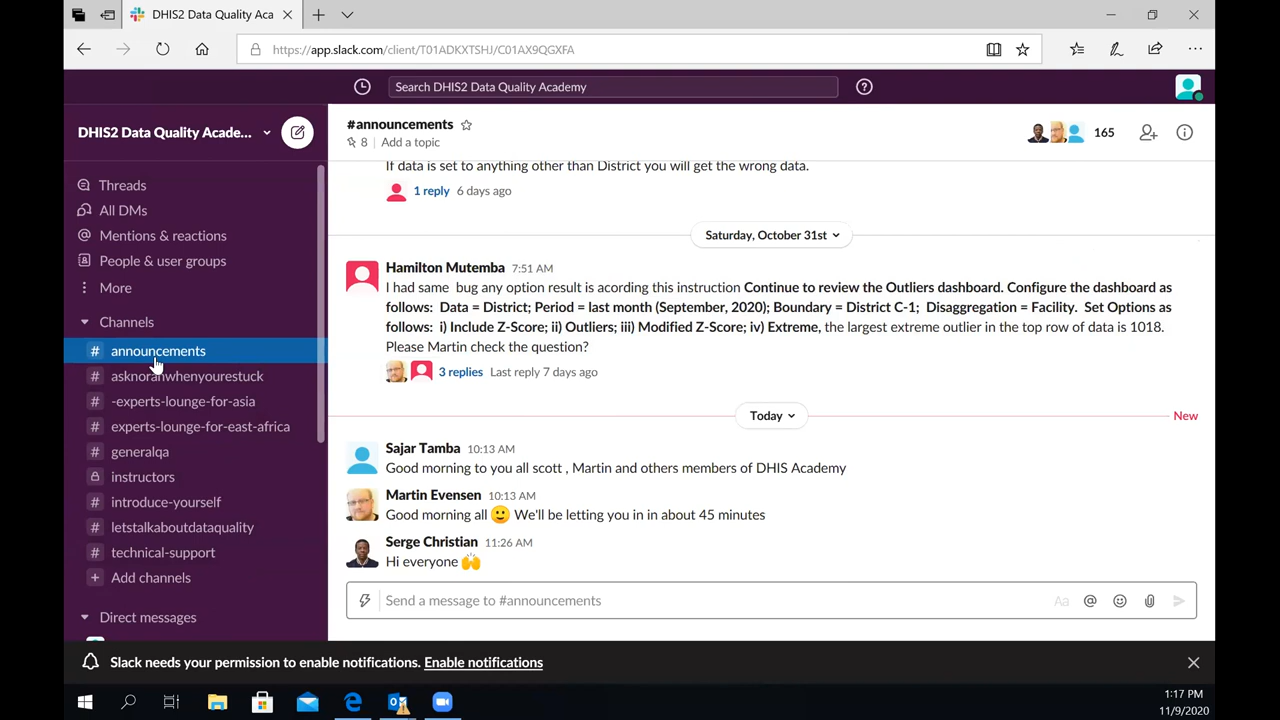 DHIS2 Data Quality Aca
https://app.slack.com/client/T01ADKXTSHJ/C01AX9QGXFA
Search DHIS2 Data Quality Academy
DHIS2 Data Quality Acade...
Threads
All DMs
Mentions & reactions
People & user groups
More
Channels
# announcements
# asknoranwhenyourestuck
# -experts-lounge-for-asia
# experts-lounge-for-east-africa
# generalqa
instructors
# introduce-yourself
# letstalkaboutdataquality
# technical-support
+ Add channels
Direct messages
#announcements
8 Add a topic
165
If data is set to anything other than District you will get the wrong data.
1 reply 6 days ago
Saturday, October 31st
Hamilton Mutemba 7:51 AM
I had same bug any option result is acording this instruction Continue to review the Outliers dashboard. Configure the dashboard as
follows: Data = District; Period = last month (September, 2020); Boundary = District C-1; Disaggregation = Facility. Set Options as
follows: i) Include Z-Score; ii) Outliers; iii) Modified Z-Score; iv) Extreme, the largest extreme outlier in the top row of data is 1018.
Please Martin check the question?
3 replies Last reply 7 days ago
Today
New
Sajar Tamba 10:13 AM
Good morning to you all scott , Martin and others members of DHIS Academy
Martin Evensen 10:13 AM
Good morning all 🙂 We'll be letting you in in about 45 minutes
Serge Christian 11:26 AM
Hi everyone 🙌
Send a message to #announcements
Aa
Slack needs your permission to enable notifications. Enable notifications
1:17 PM
11/9/2020